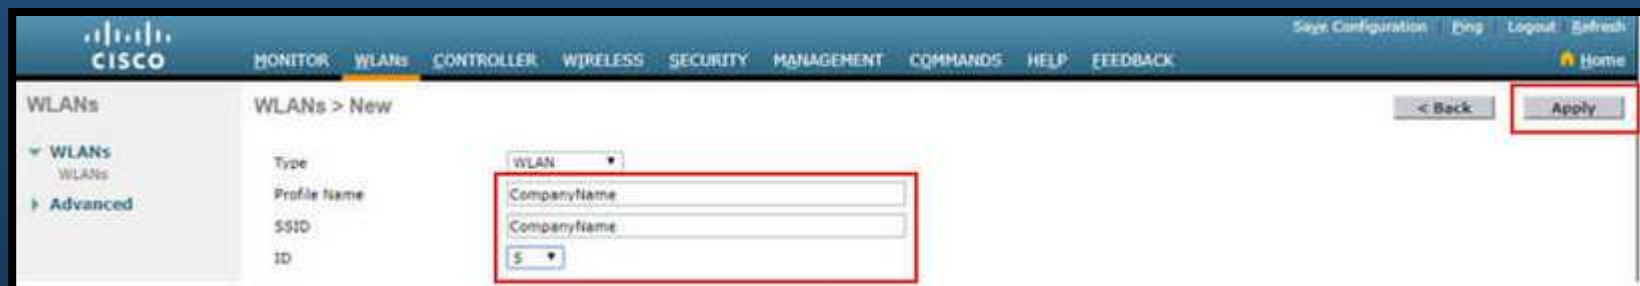 Save Configuration Ping Logout Refresh
CISCO MONITOR WLANs CONTROLLER WIRELESS SECURITY MANAGEMENT COMMANDS HELP FEEDBACK Home
WLANs
WLANs > New
< Back Apply
WLANs
WLANs
Advanced
Type WLAN
Profile Name CompanyName
SSID CompanyName
ID 5